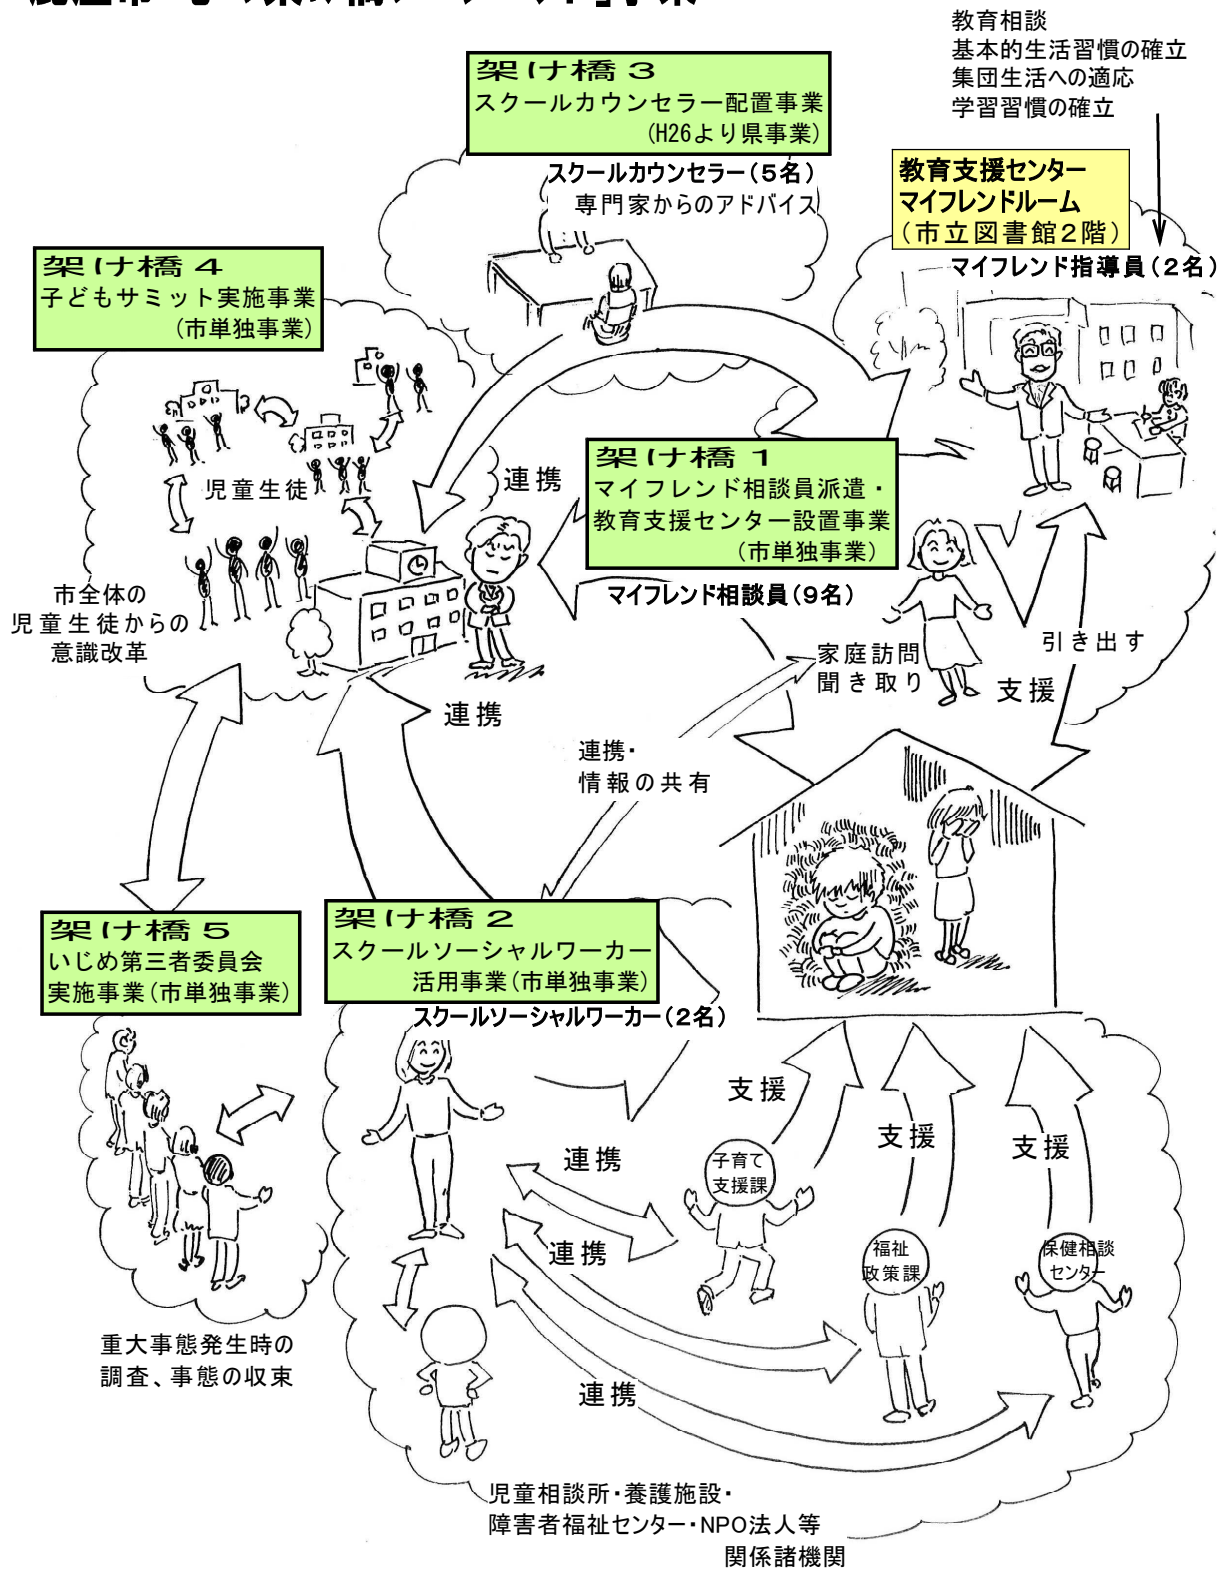 教育相談
基本的生活習慣の確立
集団生活への適応
学習習慣の確立
架け橋３
スクールカウンセラー配置事業
(H26より県事業)
スクールカウンセラー(5名)
専門家からのアドバイス
教育支援センター
マイフレンドルーム
(市立図書館2階)
マイフレンド指導員(2名)
架け橋４
子どもサミット実施事業
(市単独事業)
児童生徒
市全体の
児童生徒からの
意識改革
連携
架け橋１
マイフレンド相談員派遣・
教育支援センター設置事業
(市単独事業)
マイフレンド相談員(9名)
家庭訪問
聞き取り
支援
引き出す
連携
連携・
情報の共有
架け橋５
いじめ第三者委員会
実施事業(市単独事業)
架け橋２
スクールソーシャルワーカー
活用事業(市単独事業)
スクールソーシャルワーカー(2名)
支援
支援
支援
連携
子育て
支援課
連携
福祉
政策課
保健相談
センター
連携
重大事態発生時の
調査、事態の収束
児童相談所・養護施設・
障害者福祉センター・NPO法人等
関係諸機関